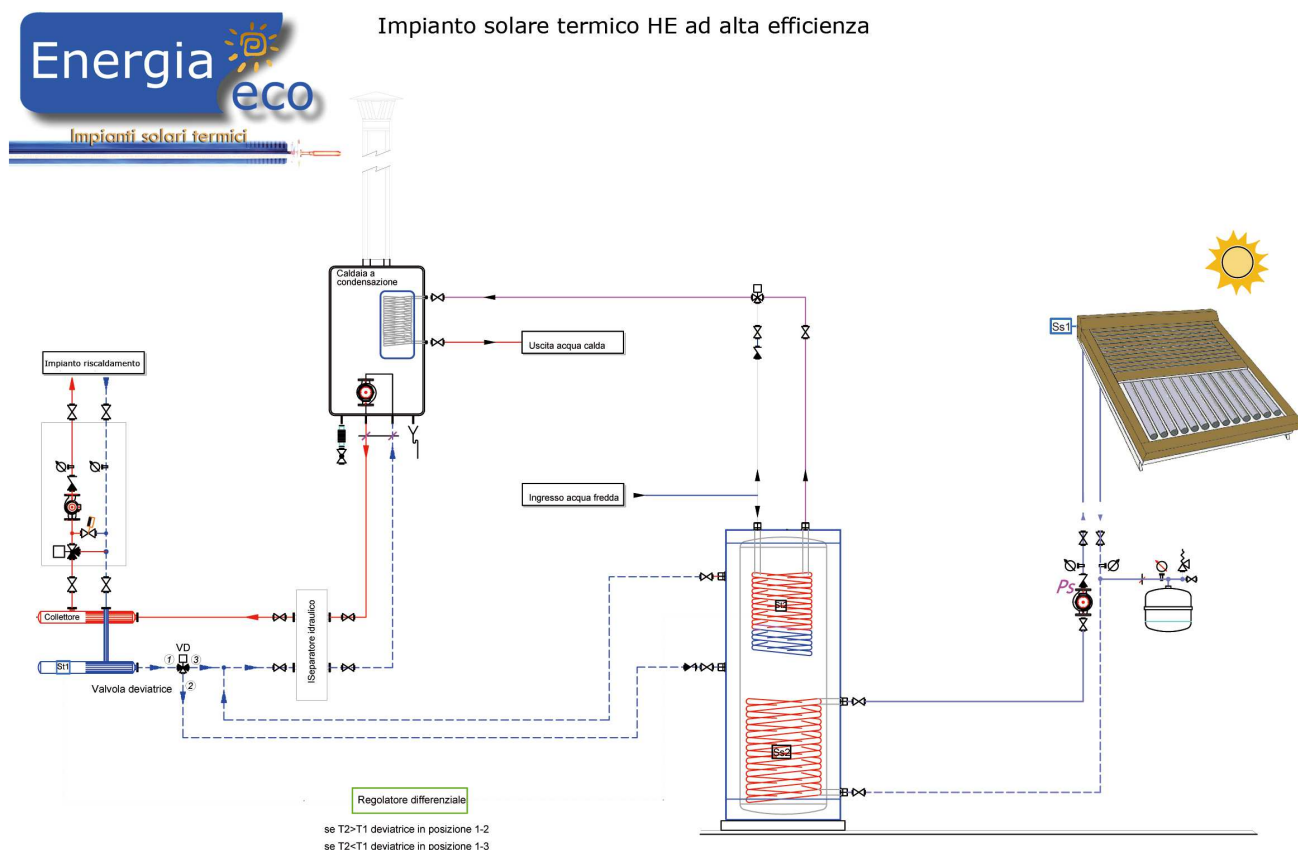 Impianto solare termico HE ad alta efficienza
Energia
eco
Impianti solari termici
Caldaia a
condensazione
Ss1
Uscita acqua calda
Impianto riscaldamento
Ingresso acqua fredda
Ps
St2
Collettore
ISeparatore idraulico
VD
St1
1
3
2
Valvola deviatrice
Ss2
Regolatore differenziale
se T2>T1 deviatrice in posizione 1-2
se T2<T1 deviatrice in posizione 1-3